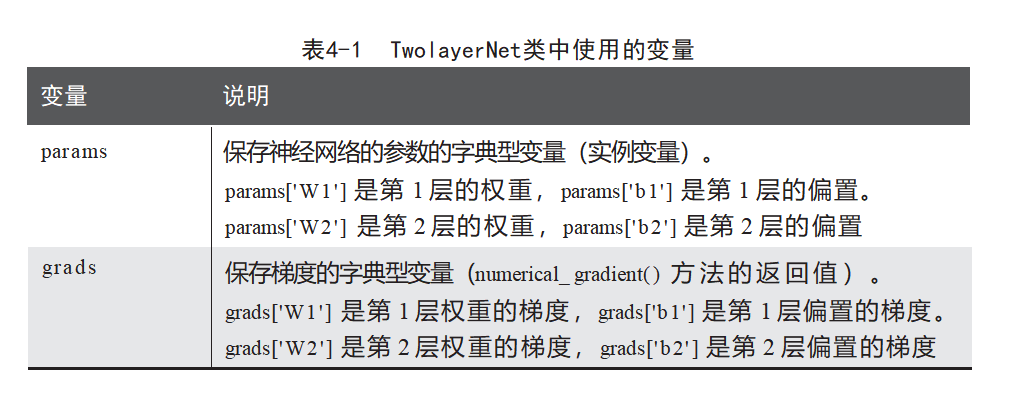 表4-1 TwolayerNet类中使用的变量
变量 说明
params 保存神经网络的参数的字典型变量（实例变量）。
params['W1'] 是第 1 层的权重，params['b1'] 是第 1 层的偏置。
params['W2'] 是第 2 层的权重，params['b2'] 是第 2 层的偏置
grads 保存梯度的字典型变量（numerical_gradient() 方法的返回值）。
grads['W1'] 是第 1 层权重的梯度，grads['b1'] 是第 1 层偏置的梯度。
grads['W2'] 是第 2 层权重的梯度，grads['b2'] 是第 2 层偏置的梯度